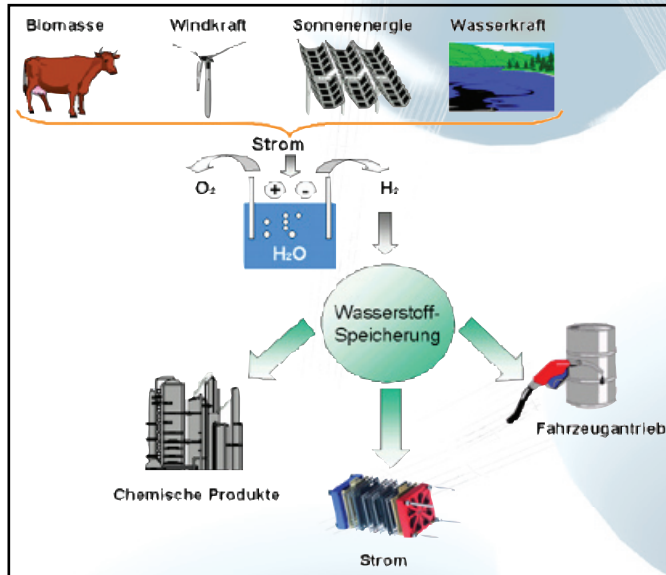 Biomasse Windkraft Sonnenenergie Wasserkraft
Strom
O₂ + - H₂
H₂O
Wasserstoff-
Speicherung
Fahrzeugantrieb
Chemische Produkte
Strom